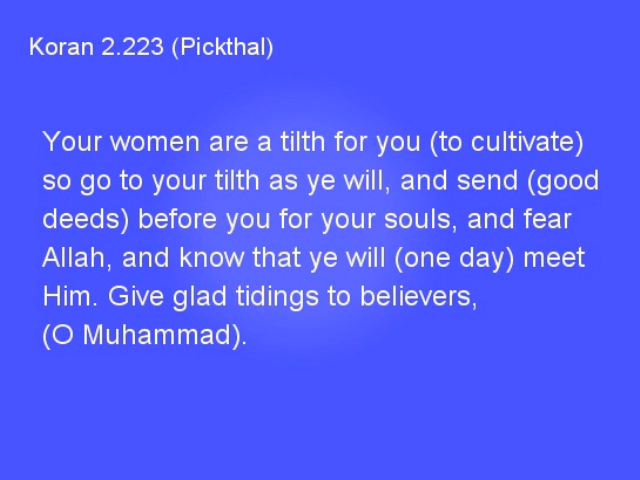 Koran 2.223 (Pickthal)
Your women are a tilth for you (to cultivate)
so go to your tilth as ye will, and send (good
deeds) before you for your souls, and fear
Allah, and know that ye will (one day) meet
Him. Give glad tidings to believers,
(O Muhammad).